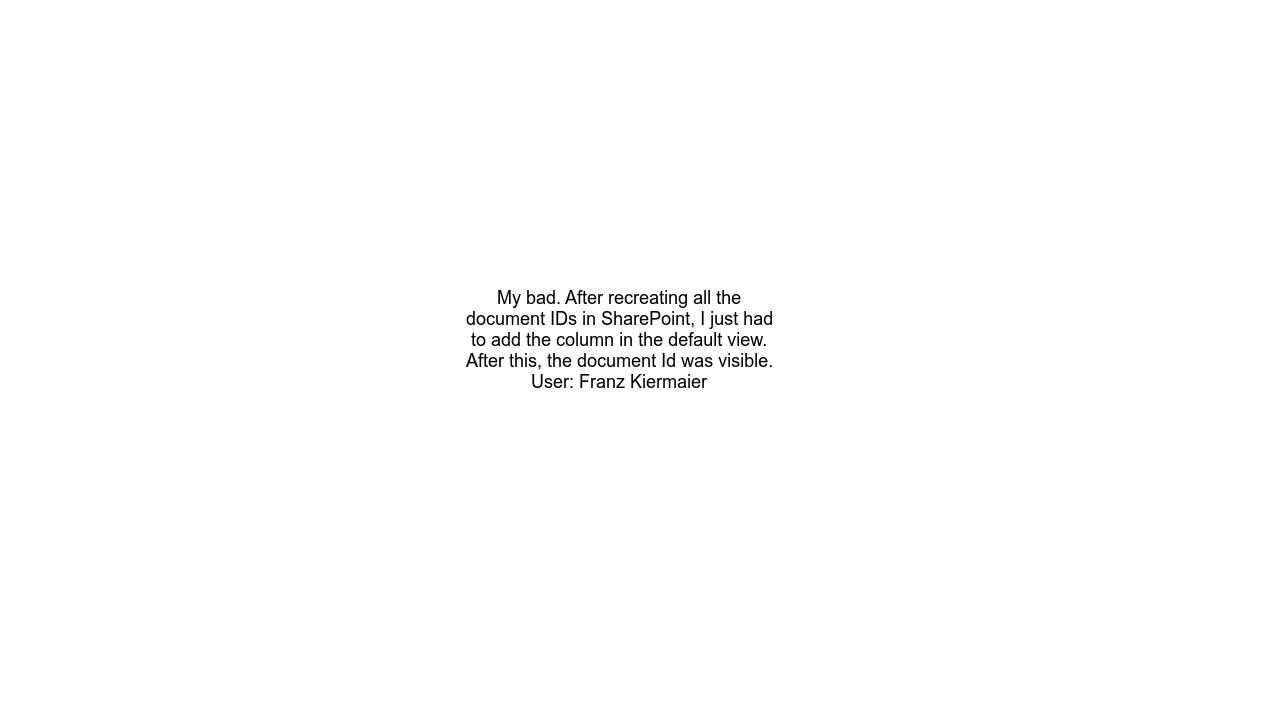 My bad. After recreating all the
document IDs in SharePoint, I just had
to add the column in the default view.
After this, the document Id was visible.
User: Franz Kiermaier